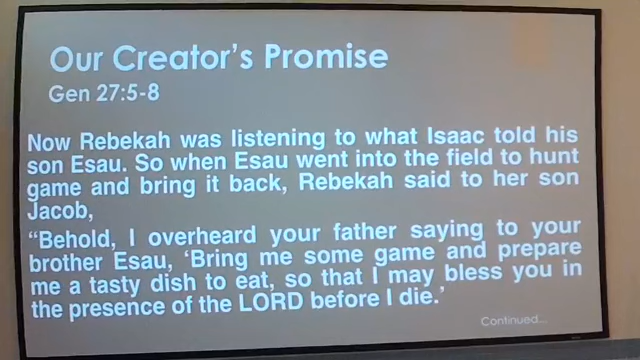 Our Creator's Promise
Gen 27:5-8
Now Rebekah was listening to what Isaac told his
son Esau. So when Esau went into the field to hunt
game and bring it back, Rebekah said to her son
Jacob,
“Behold, I overheard your father saying to your
brother Esau, ‘Bring me some game and prepare
me a tasty dish to eat, so that I may bless you in
the presence of the LORD before I die.’
Continued...